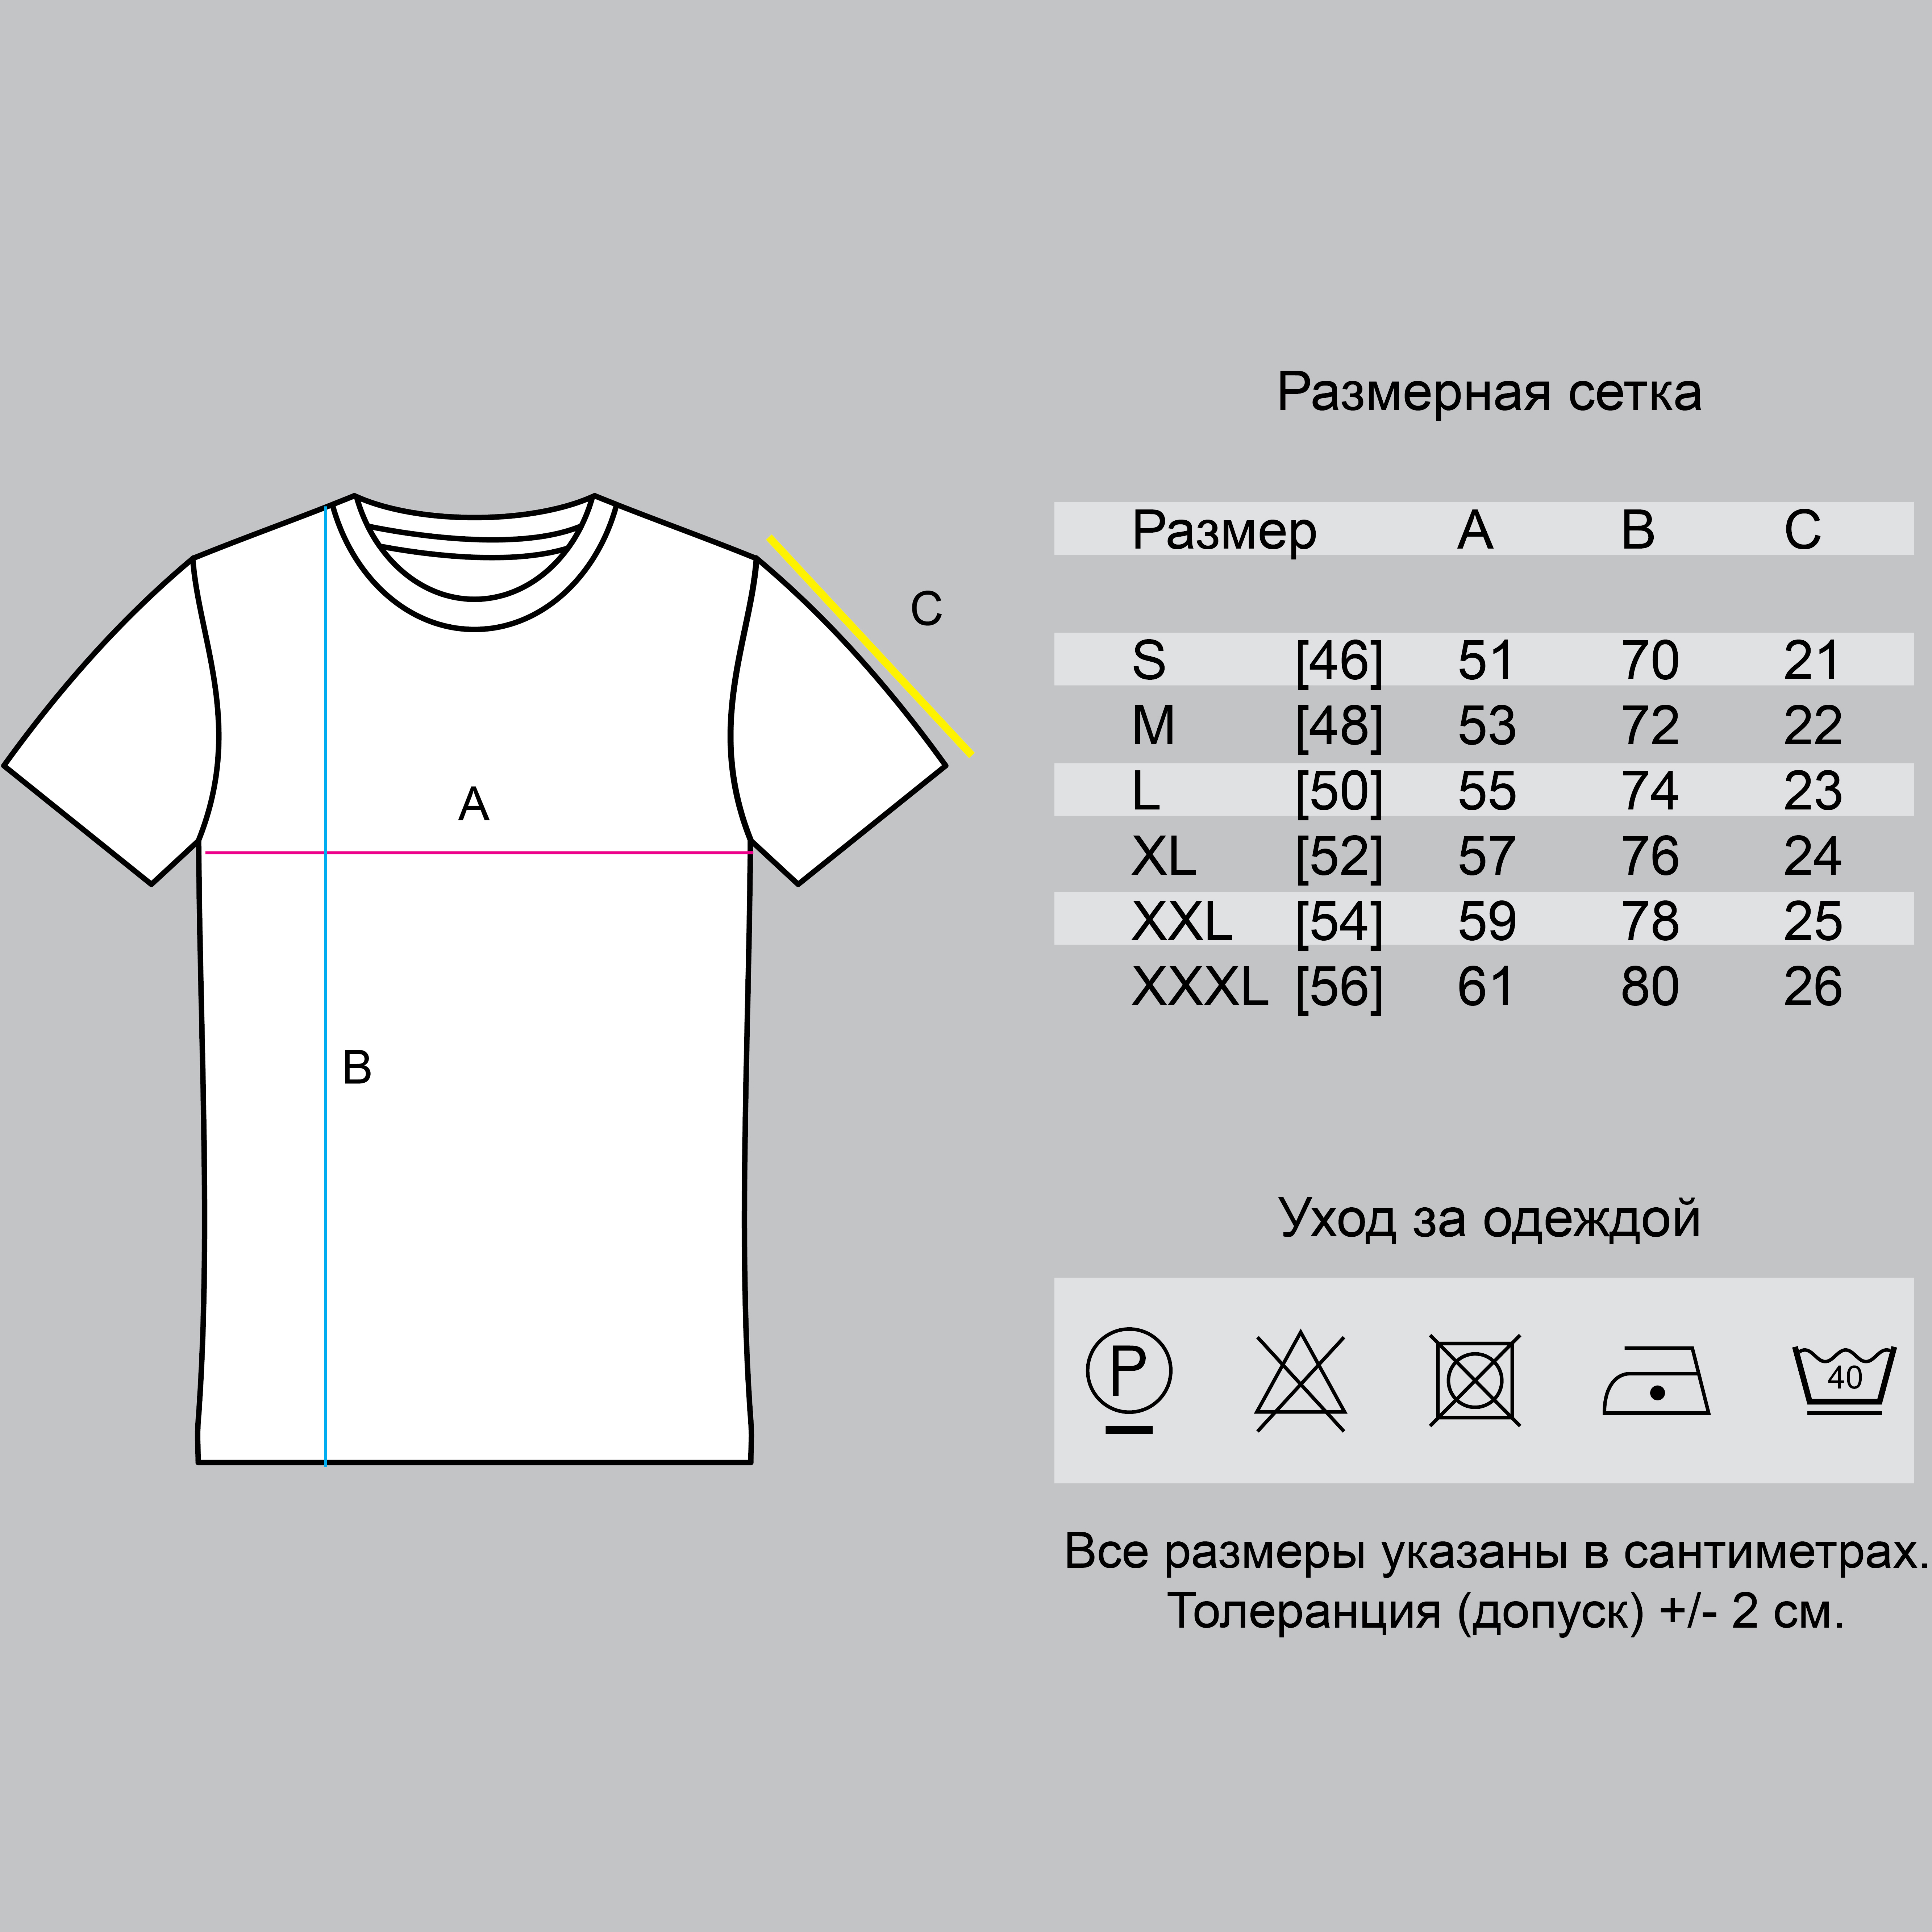 Размерная сетка
Размер A B C
S [46] 51 70 21
M [48] 53 72 22
L [50] 55 74 23
XL [52] 57 76 24
XXL [54] 59 78 25
XXXL [56] 61 80 26
C
A
B
Уход за одеждой
P
40
Все размеры указаны в сантиметрах.
Толеранция (допуск) +/- 2 см.